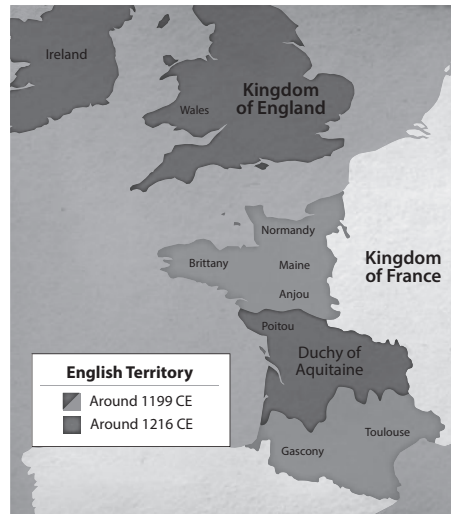 Ireland
Kingdom
of England
Wales
Normandy
Kingdom
of France
Brittany
Maine
Anjou
Poitou
Duchy of
Aquitaine
English Territory
Around 1199 CE
Around 1216 CE
Toulouse
Gascony